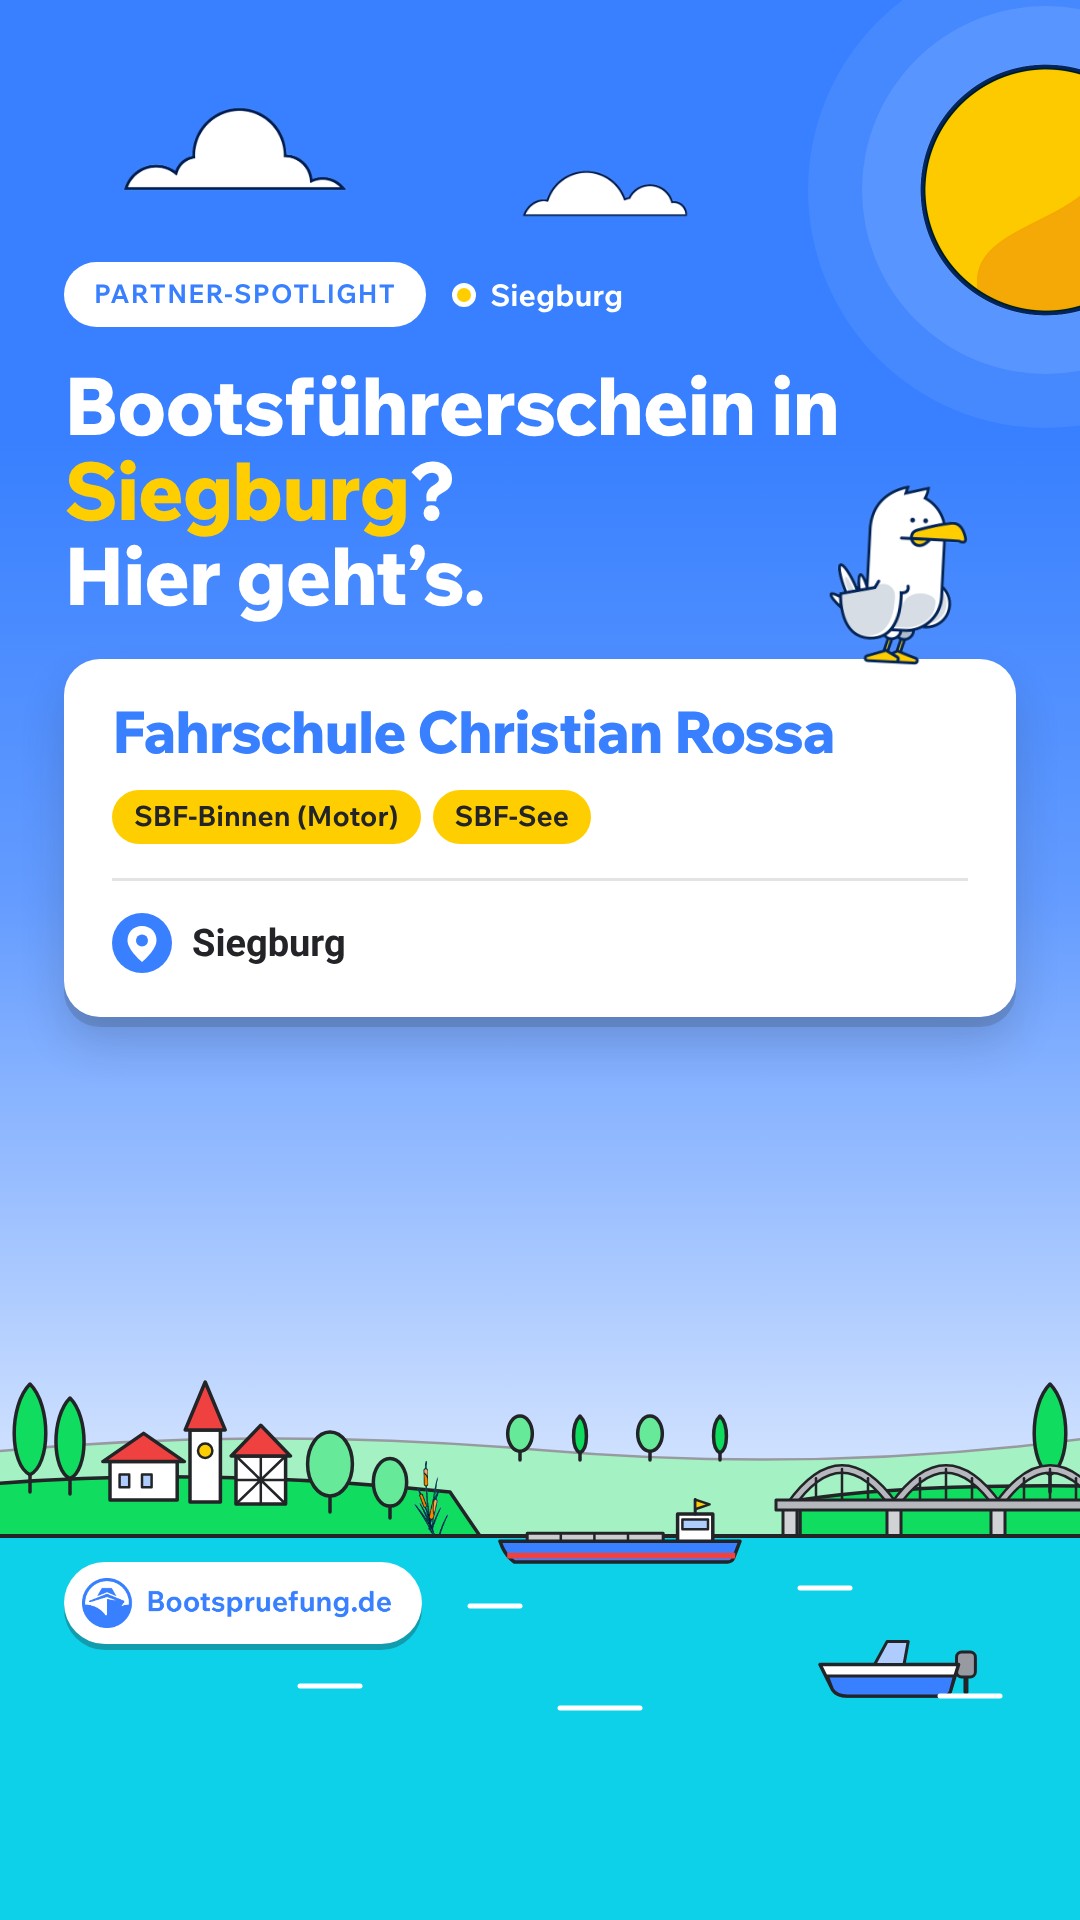 PARTNER-SPOTLIGHT
Siegburg
Bootsführerschein in
Siegburg?
Hier geht’s.
Fahrschule Christian Rossa
SBF-Binnen (Motor)
SBF-See
Siegburg
Bootspruefung.de